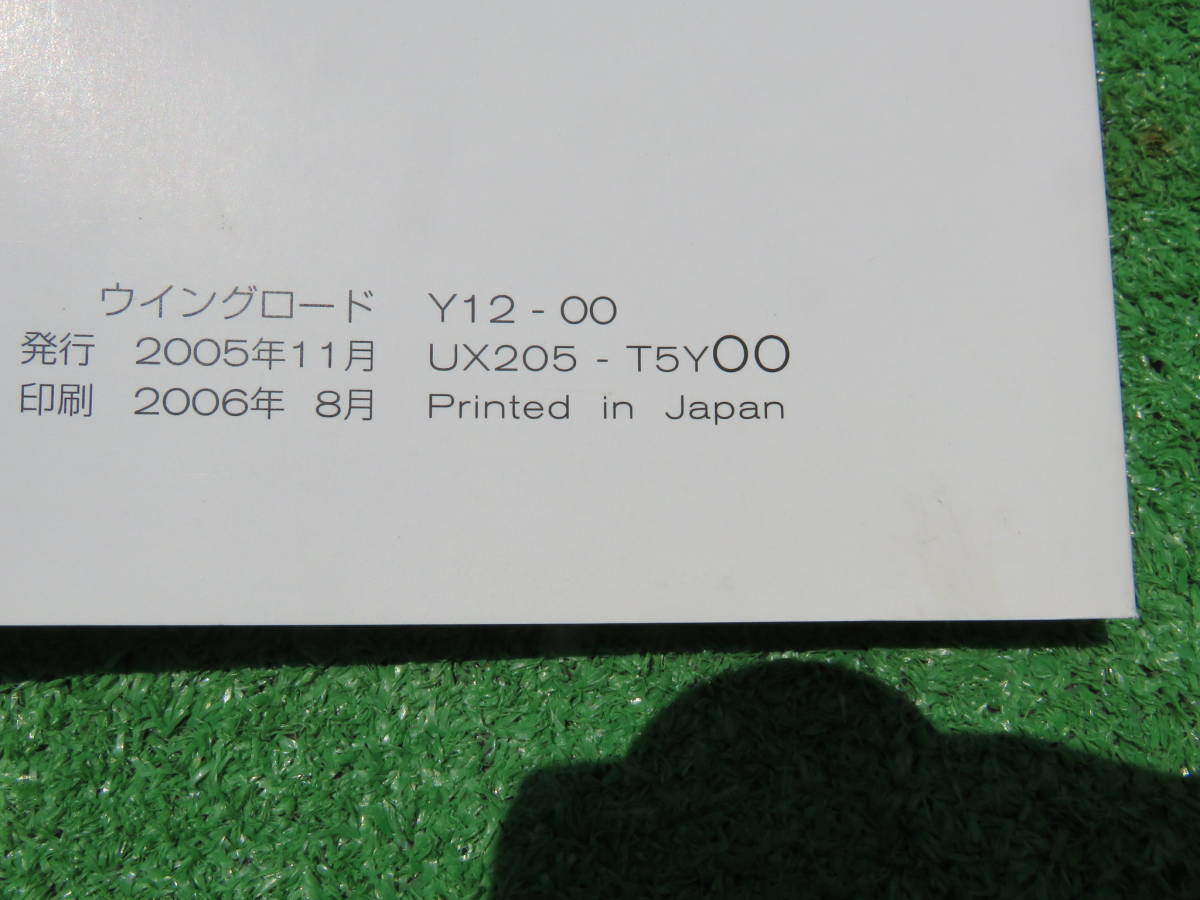 ウイングロード Y12-00
発行 2005年11月 UX205-T5Y00
印刷 2006年 8月 Printed in Japan